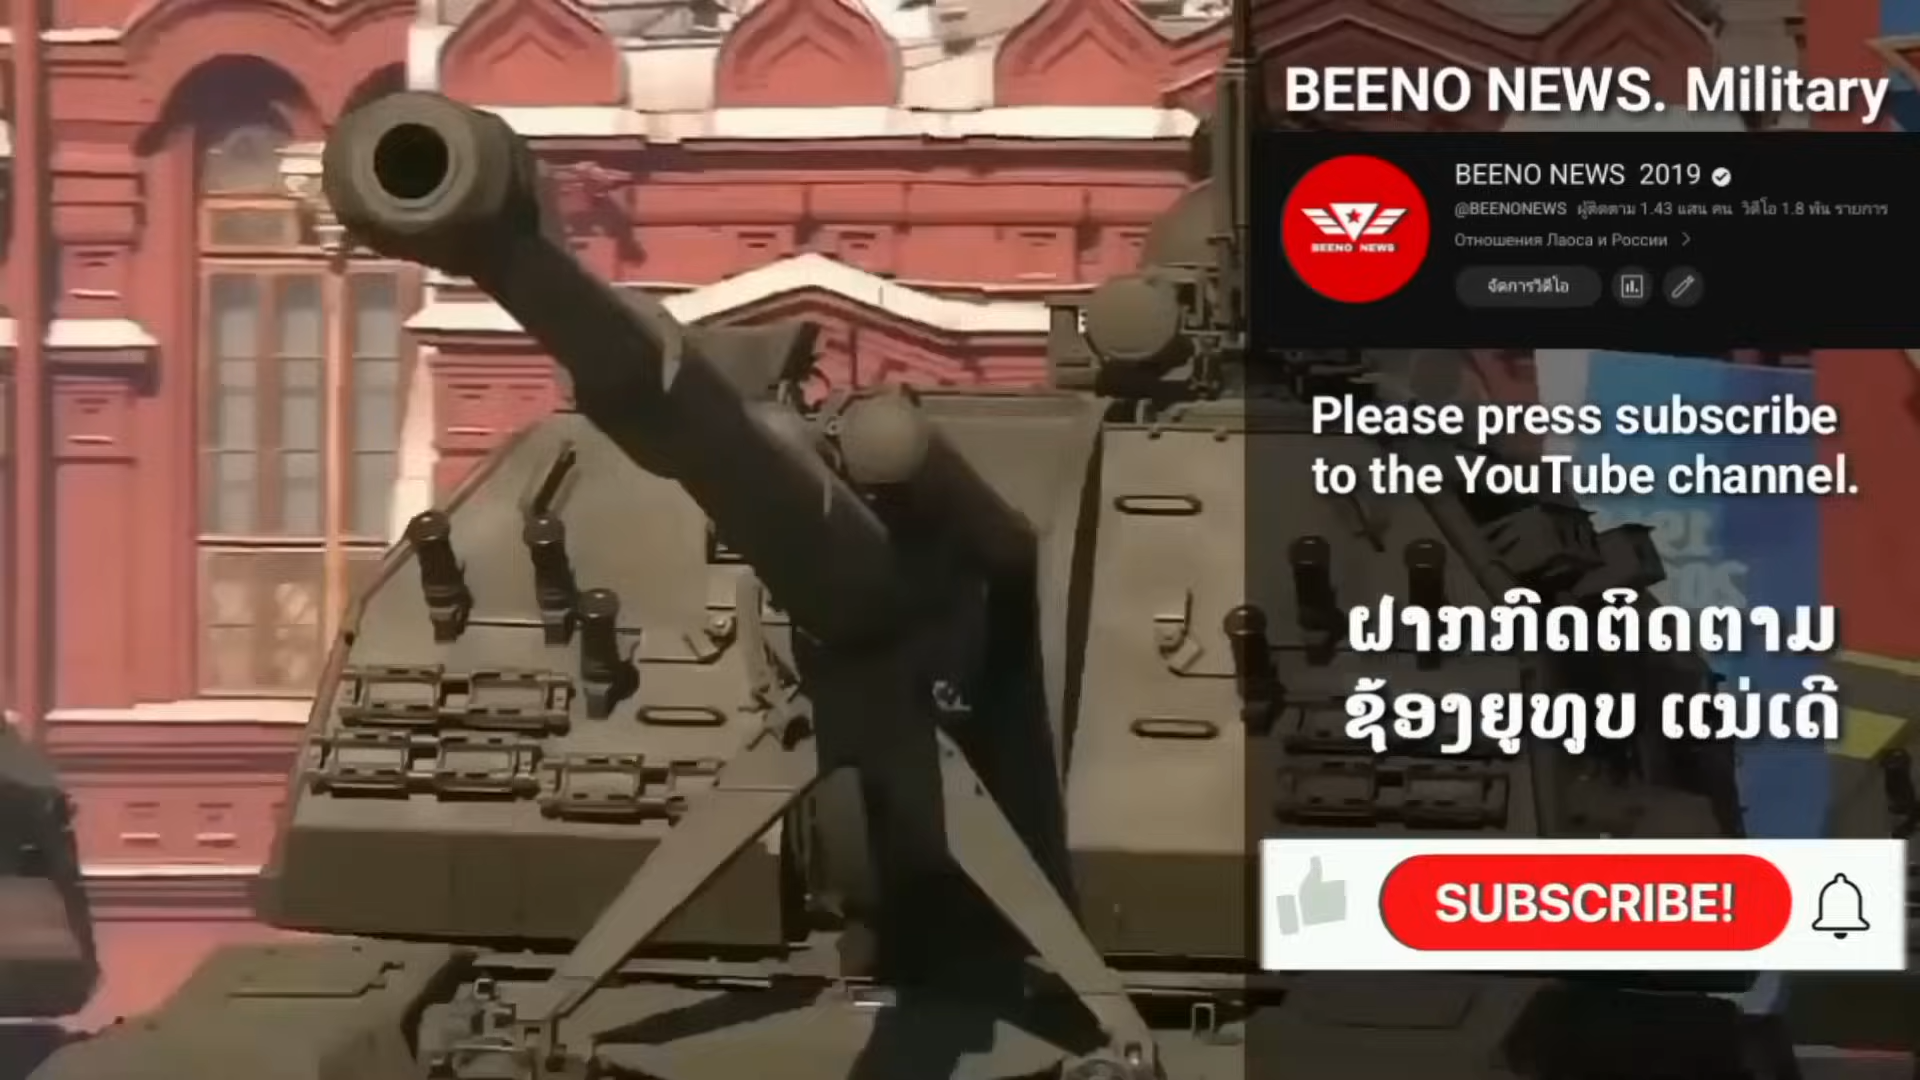 BEENO NEWS. Military
BEENO NEWS 2019
@BEENONEWS ผู้ติดตาม 1.43 แสน คน วิดีโอ 1.8 พัน รายการ
Отношения Лаоса и России
จัดการวิดีโอ
BEENO NEWS
Please press subscribe
to the YouTube channel.
ຝາກກົດຕິດຕາມ
ຊ້ອງຍູທູບ ແນ່ເດີ
SUBSCRIBE!